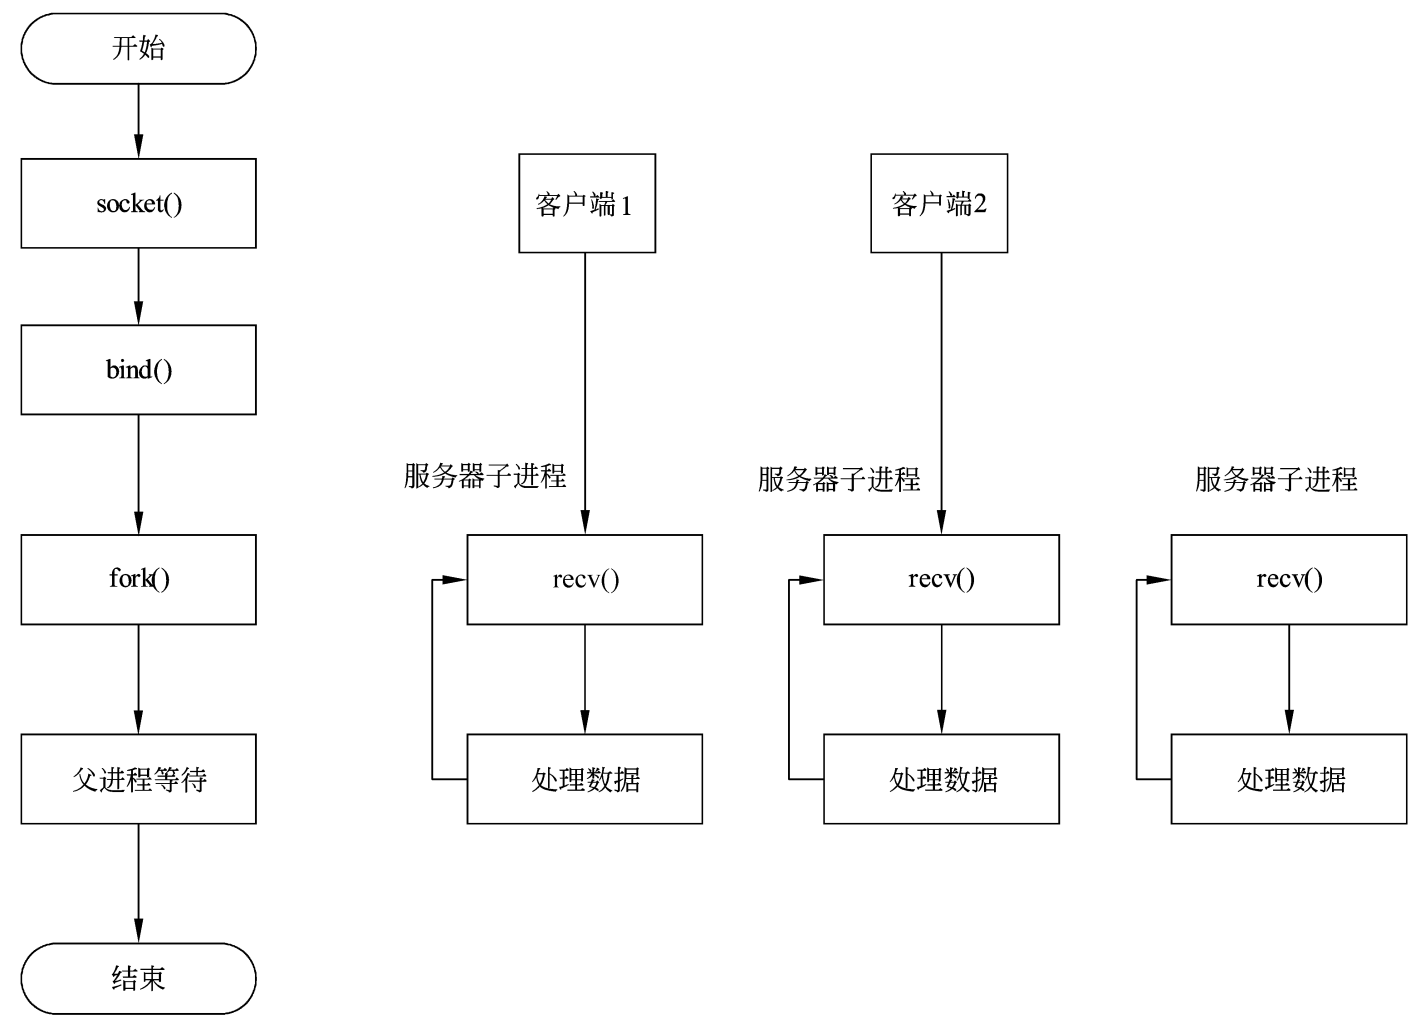 开始
socket()
bind()
fork()
父进程等待
结束
客户端1
服务器子进程
recv()
处理数据
客户端2
服务器子进程
recv()
处理数据
服务器子进程
recv()
处理数据